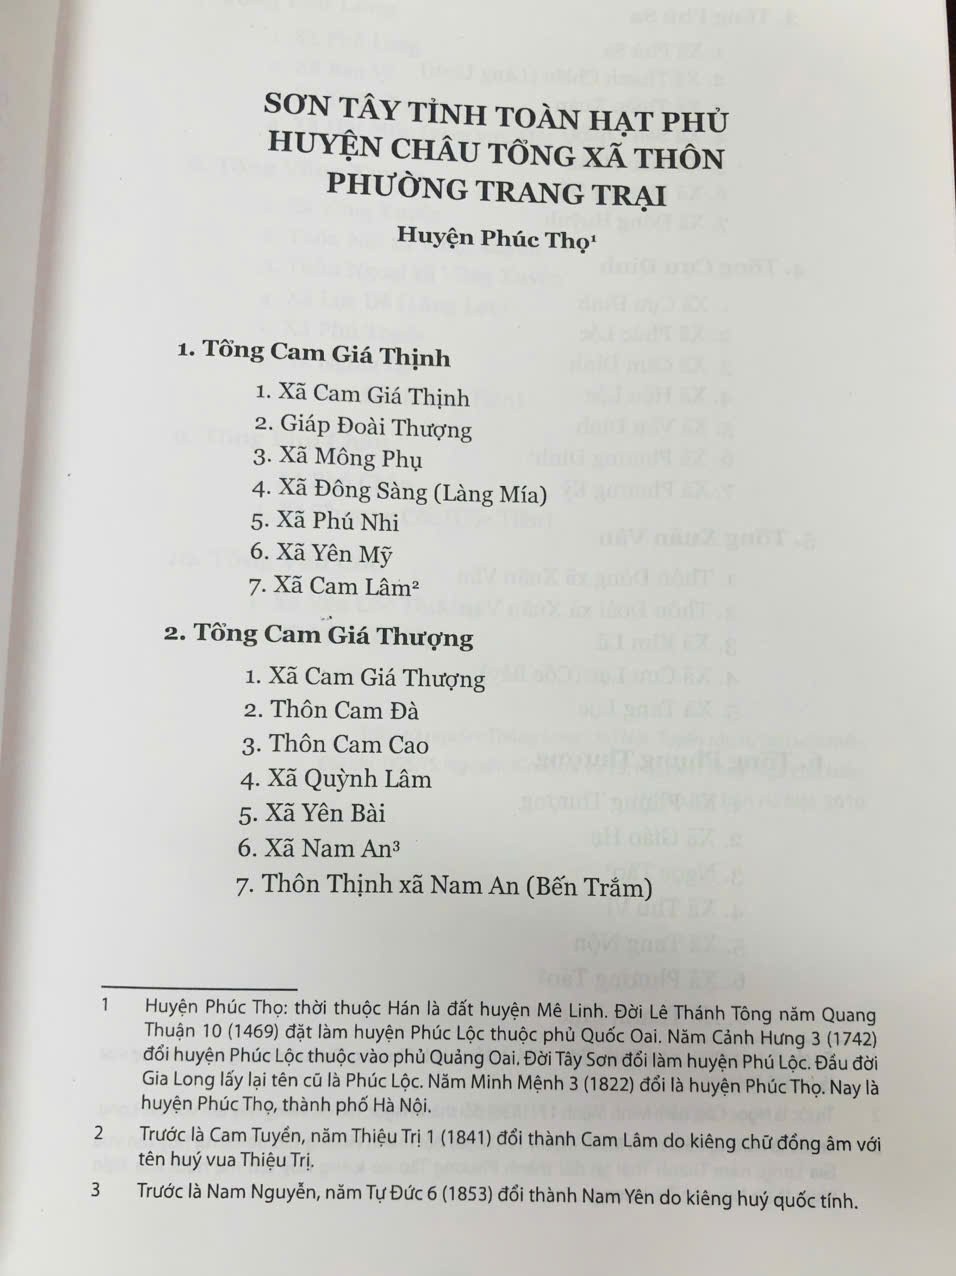 SƠN TÂY TỈNH TOÀN HẠT PHỦ
HUYỆN CHÂU TỔNG XÃ THÔN
PHƯỜNG TRANG TRẠI
Huyện Phúc Thọ¹
1. Tổng Cam Giá Thịnh
1. Xã Cam Giá Thịnh
2. Giáp Đoài Thượng
3. Xã Mông Phụ
4. Xã Đông Sàng (Làng Mía)
5. Xã Phú Nhi
6. Xã Yên Mỹ
7. Xã Cam Lâm²
2. Tổng Cam Giá Thượng
1. Xã Cam Giá Thượng
2. Thôn Cam Đà
3. Thôn Cam Cao
4. Xã Quỳnh Lâm
5. Xã Yên Bài
6. Xã Nam An³
7. Thôn Thịnh xã Nam An (Bến Trắm)
1 Huyện Phúc Thọ: thời thuộc Hán là đất huyện Mê Linh. Đời Lê Thánh Tông năm Quang
Thuận 10 (1469) đặt làm huyện Phúc Lộc thuộc phủ Quốc Oai. Năm Cảnh Hưng 3 (1742)
đổi huyện Phúc Lộc thuộc vào phủ Quảng Oai. Đời Tây Sơn đổi làm huyện Phú Lộc. Đầu đời
Gia Long lấy lại tên cũ là Phúc Lộc. Năm Minh Mệnh 3 (1822) đổi là huyện Phúc Thọ. Nay là
huyện Phúc Thọ, thành phố Hà Nội.
2 Trước là Cam Tuyền, năm Thiệu Trị 1 (1841) đổi thành Cam Lâm do kiêng chữ đồng âm với
tên huý vua Thiệu Trị.
3 Trước là Nam Nguyễn, năm Tự Đức 6 (1853) đổi thành Nam Yên do kiêng huý quốc tính.